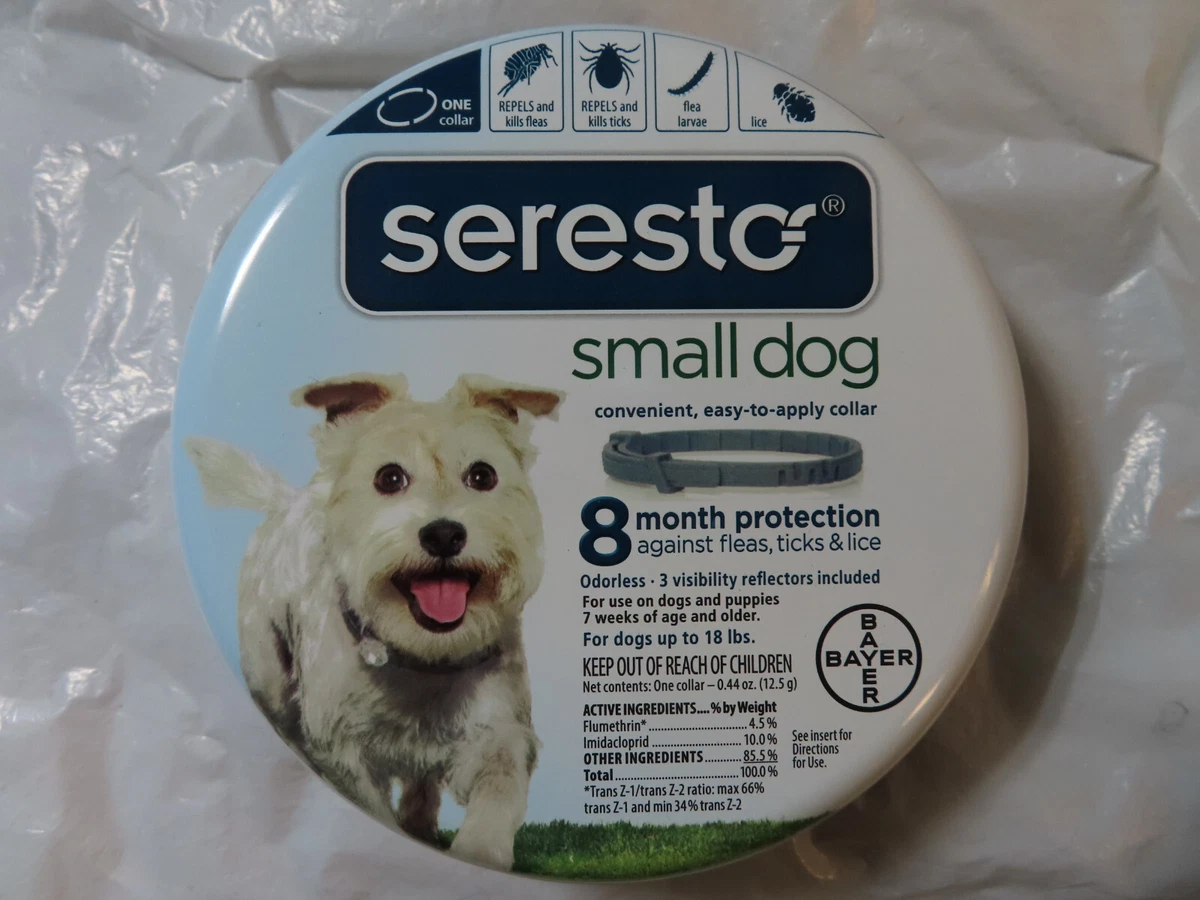 ONE
collar
REPELS and
kills fleas
REPELS and
kills ticks
flea
larvae
lice
seresto®
small dog
convenient, easy-to-apply collar
8 month protection
against fleas, ticks & lice
Odorless · 3 visibility reflectors included
For use on dogs and puppies
7 weeks of age and older.
For dogs up to 18 lbs.
KEEP OUT OF REACH OF CHILDREN
Net contents: One collar – 0.44 oz. (12.5 g)
BAYER
BAYER
ACTIVE INGREDIENTS.... % by Weight
Flumethrin* ................................ 4.5 %
Imidacloprid ............................ 10.0 %
OTHER INGREDIENTS ........... 85.5 %
Total ....................................... 100.0 %
*Trans Z-1/trans Z-2 ratio: max 66%
trans Z-1 and min 34% trans Z-2
See insert for
Directions
for Use.